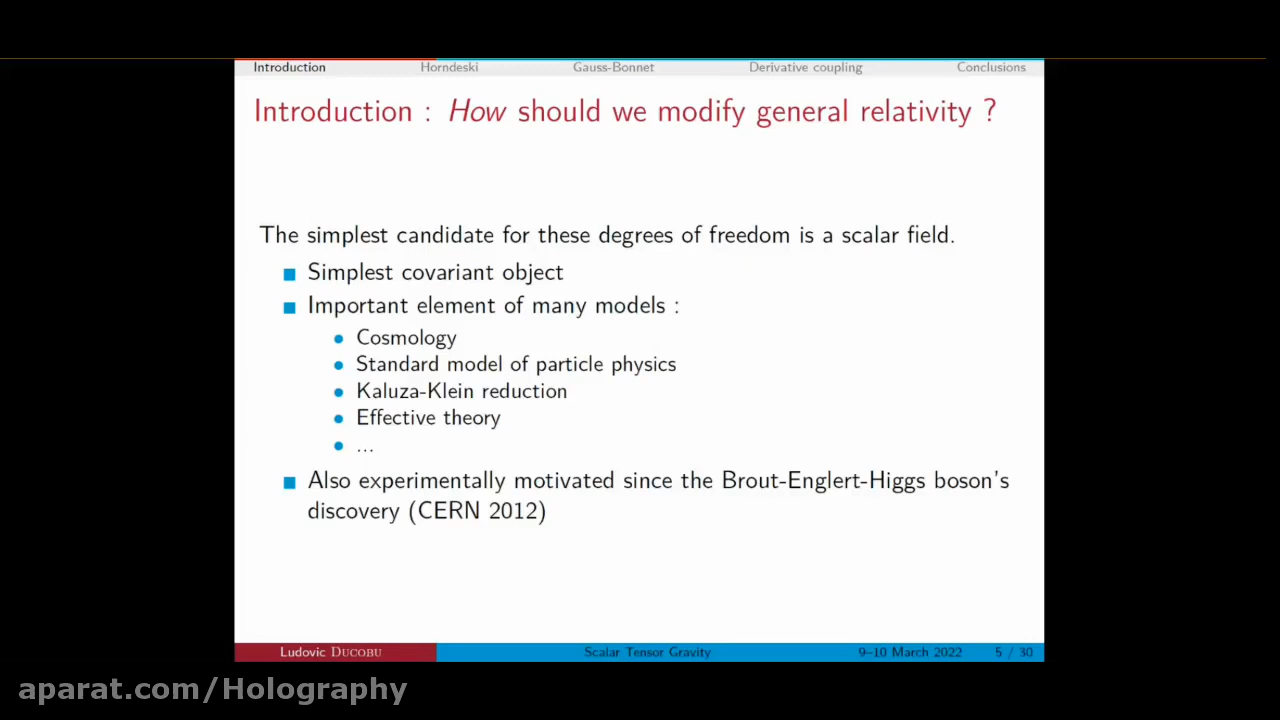 Introduction Horndeski Gauss-Bonnet Derivative coupling Conclusions
Introduction : How should we modify general relativity ?
The simplest candidate for these degrees of freedom is a scalar field.
Simplest covariant object
Important element of many models :
Cosmology
Standard model of particle physics
Kaluza-Klein reduction
Effective theory
...
Also experimentally motivated since the Brout-Englert-Higgs boson's
discovery (CERN 2012)
Ludovic DUCOBU Scalar Tensor Gravity 9–10 March 2022 5 / 30
aparat.com/Holography